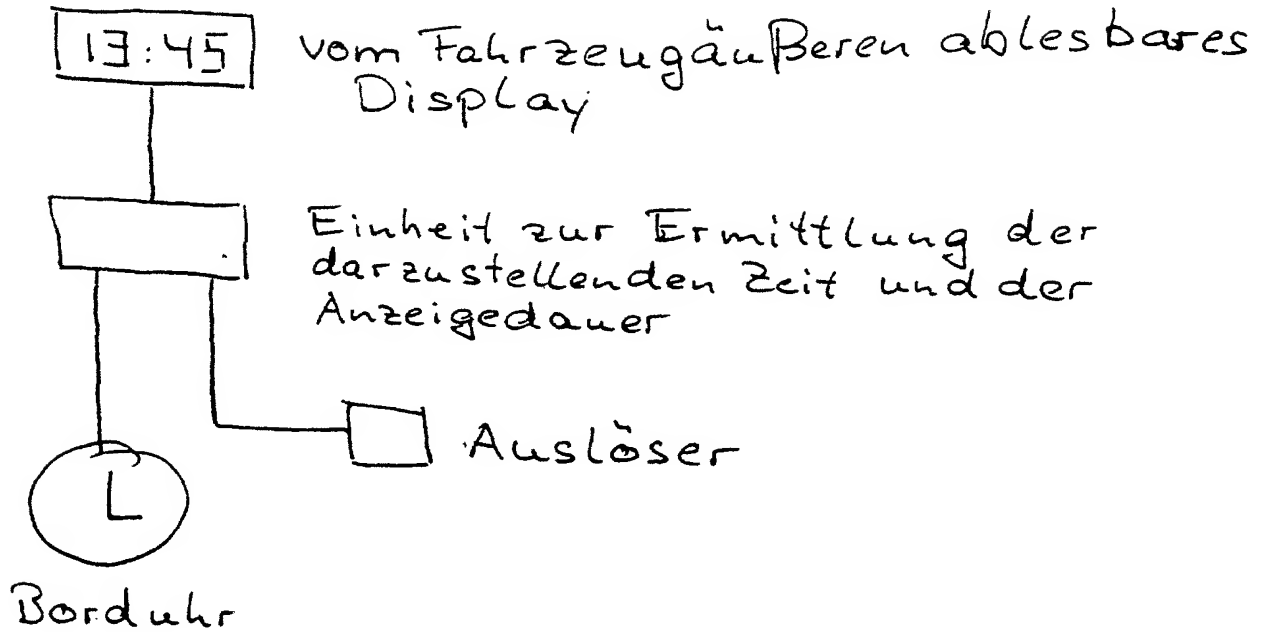 13:45
vom Fahrzeugäußeren ablesbares
Display
Einheit zur Ermittlung der
darzustellenden Zeit und der
Anzeigedauer
Auslöser
Borduhr